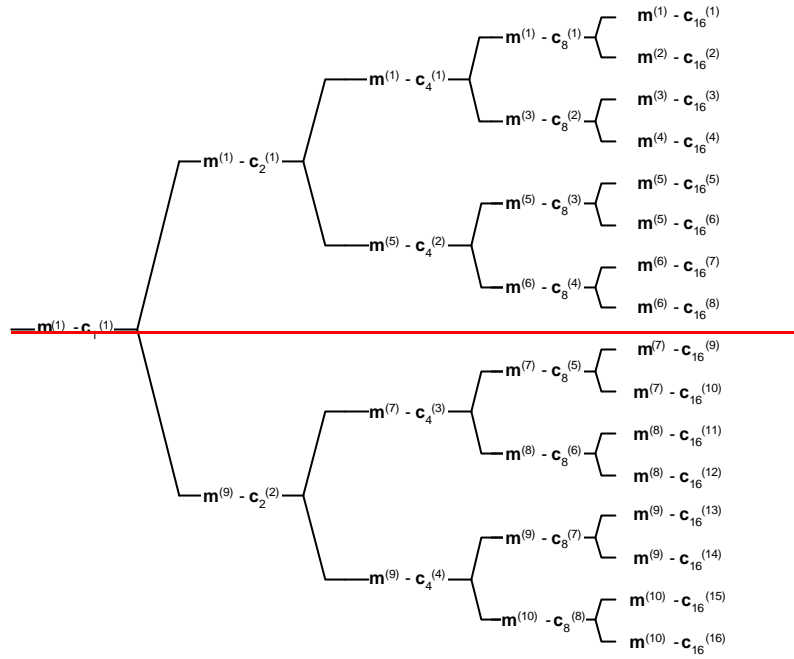 m(1) - c16(1)
m(1) - c8(1)
m(2) - c16(2)
m(1) - c4(1)
m(3) - c16(3)
m(3) - c8(2)
m(4) - c16(4)
m(1) - c2(1)
m(5) - c16(5)
m(5) - c8(3)
m(5) - c16(6)
m(5) - c4(2)
m(6) - c16(7)
m(6) - c8(4)
m(6) - c16(8)
m(1) - c1(1)
m(7) - c16(9)
m(7) - c8(5)
m(7) - c16(10)
m(7) - c4(3)
m(8) - c16(11)
m(8) - c8(6)
m(8) - c16(12)
m(9) - c2(2)
m(9) - c16(13)
m(9) - c8(7)
m(9) - c16(14)
m(9) - c4(4)
m(10) - c16(15)
m(10) - c8(8)
m(10) - c16(16)